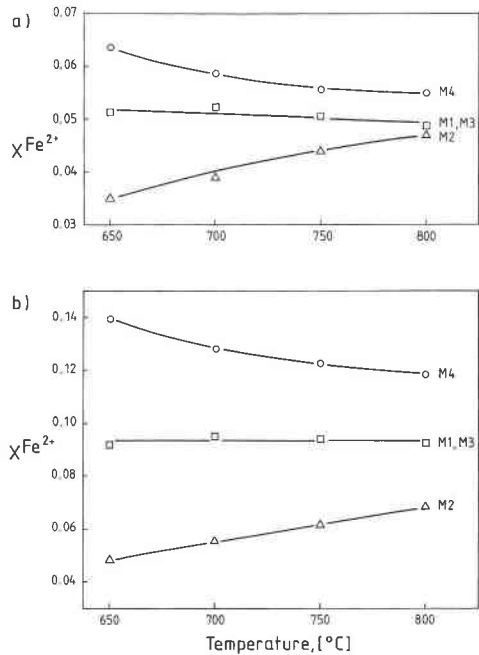 a)
0,07
0,06
0,05
0,04
0,03
XFe2+
M4
M1,M3
M2
650 700 750 800
b)
0,14
0,12
0,10
0,08
0,06
0,04
XFe2+
M4
M1,M3
M2
650 700 750 800
Temperature,[°C]